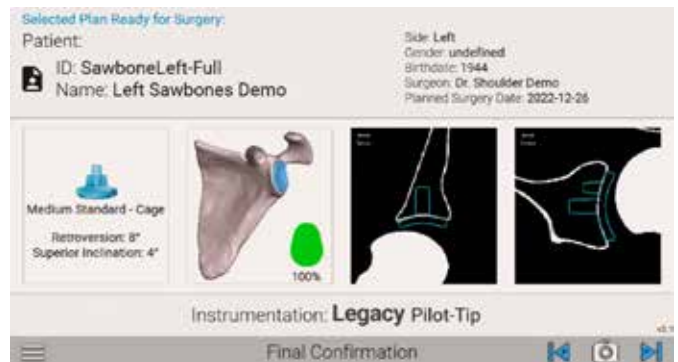 Selected Plan Ready for Surgery:
Patient:
ID: SawboneLeft-Full
Name: Left Sawbones Demo
Side: Left
Gender: undefined
Birthdate: 1944
Surgeon: Dr. Shoulder Demo
Planned Surgery Date: 2022-12-26
Medium Standard - Cage
Retroversion: 8°
Superior Inclination: 4°
100%
Instrumentation: Legacy Pilot-Tip
Final Confirmation